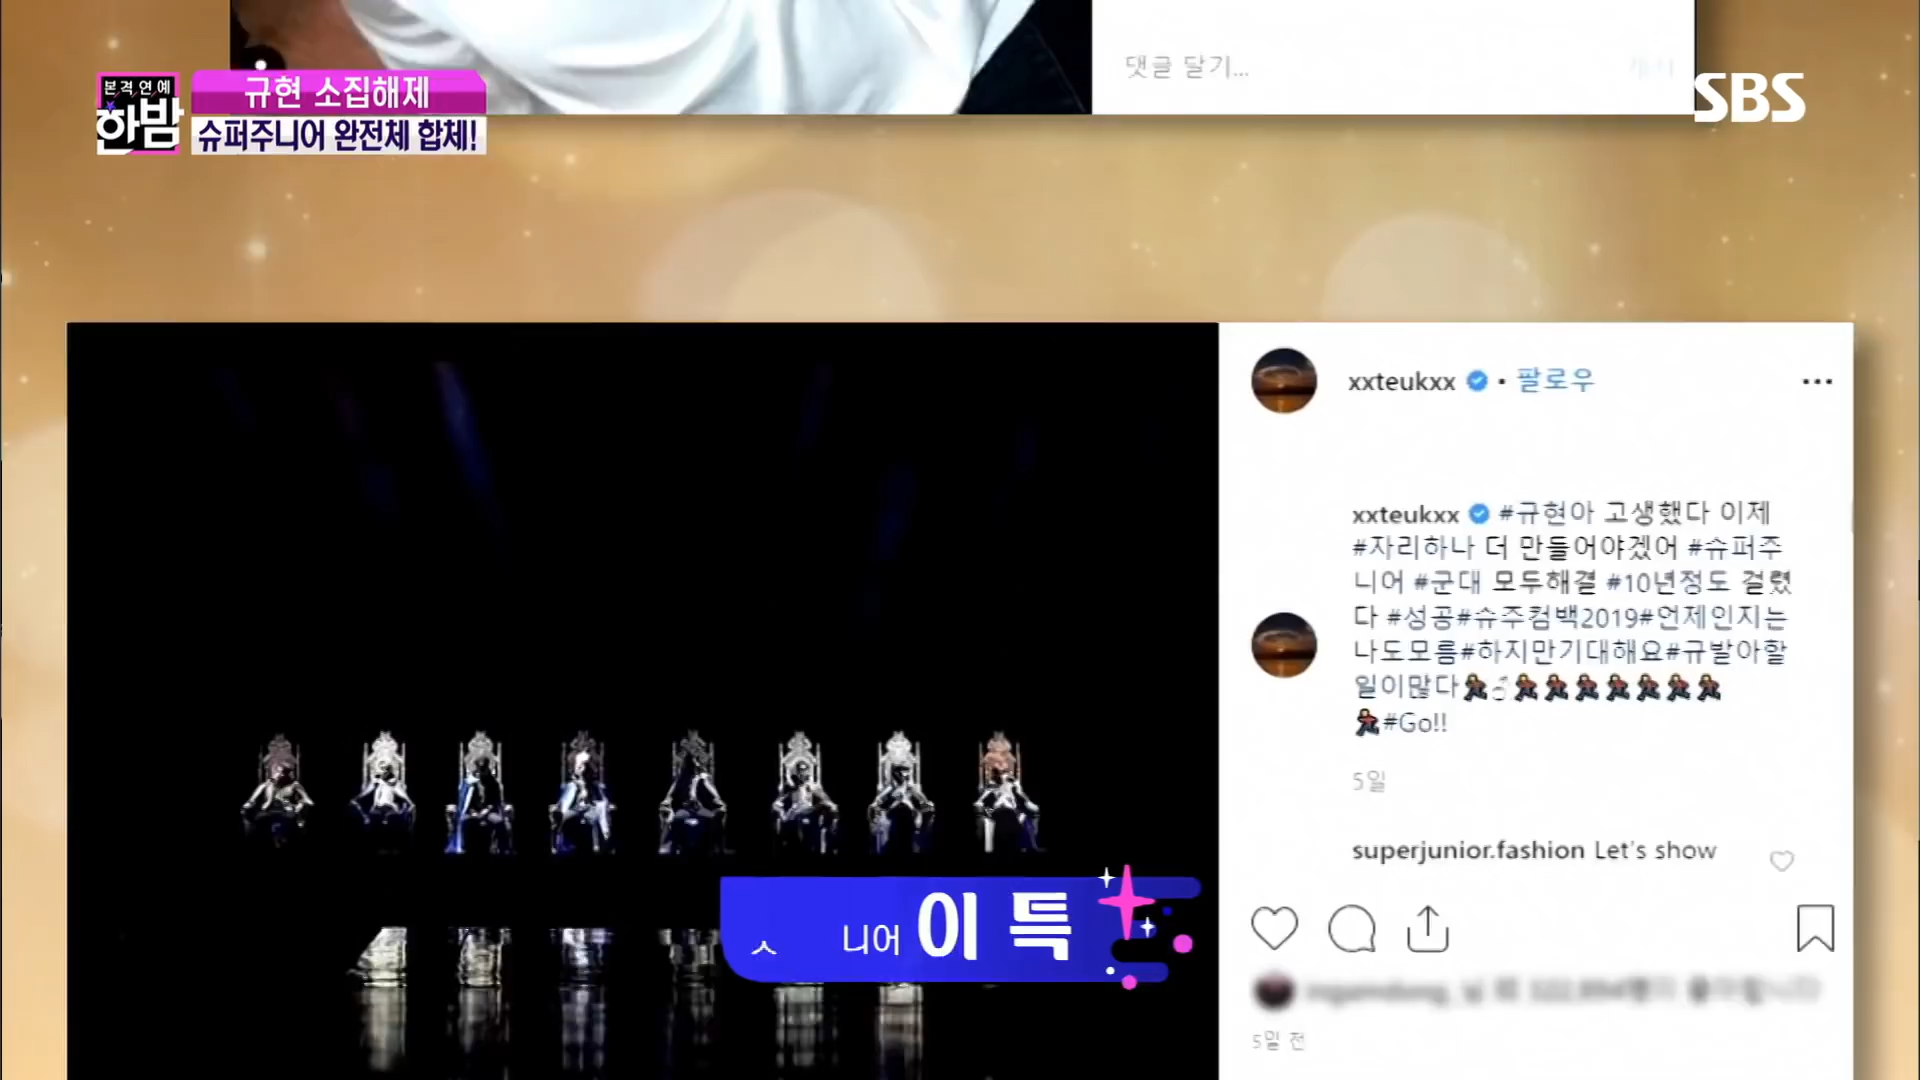 댓글 달기...
게시
본격연예
한밤
규현 소집해제
슈퍼주니어 완전체 합체!
SBS
xxteukxx • 팔로우
xxteukxx #규현아 고생했다 이제
#자리하나 더 만들어야겠어 #슈퍼주
니어 #군대 모두해결 #10년정도 걸렸
다 #성공#슈주컴백2019#언제인지는
나도모름#하지만기대해요#규발아할
일이많다
#Go!!
5일
superjunior.fashion Let's show
ㅅ 니어 이특
5일 전